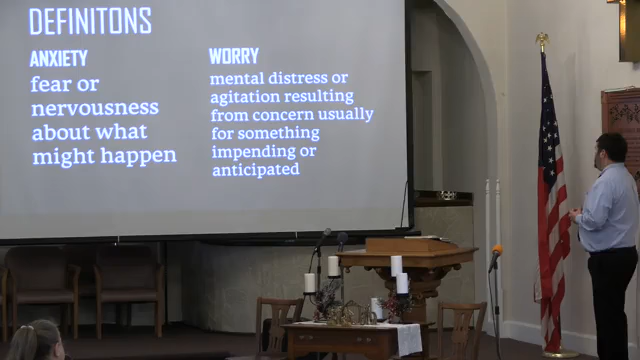 DEFINITONS
ANXIETY
fear or
nervousness
about what
might happen
WORRY
mental distress or
agitation resulting
from concern usually
for something
impending or
anticipated